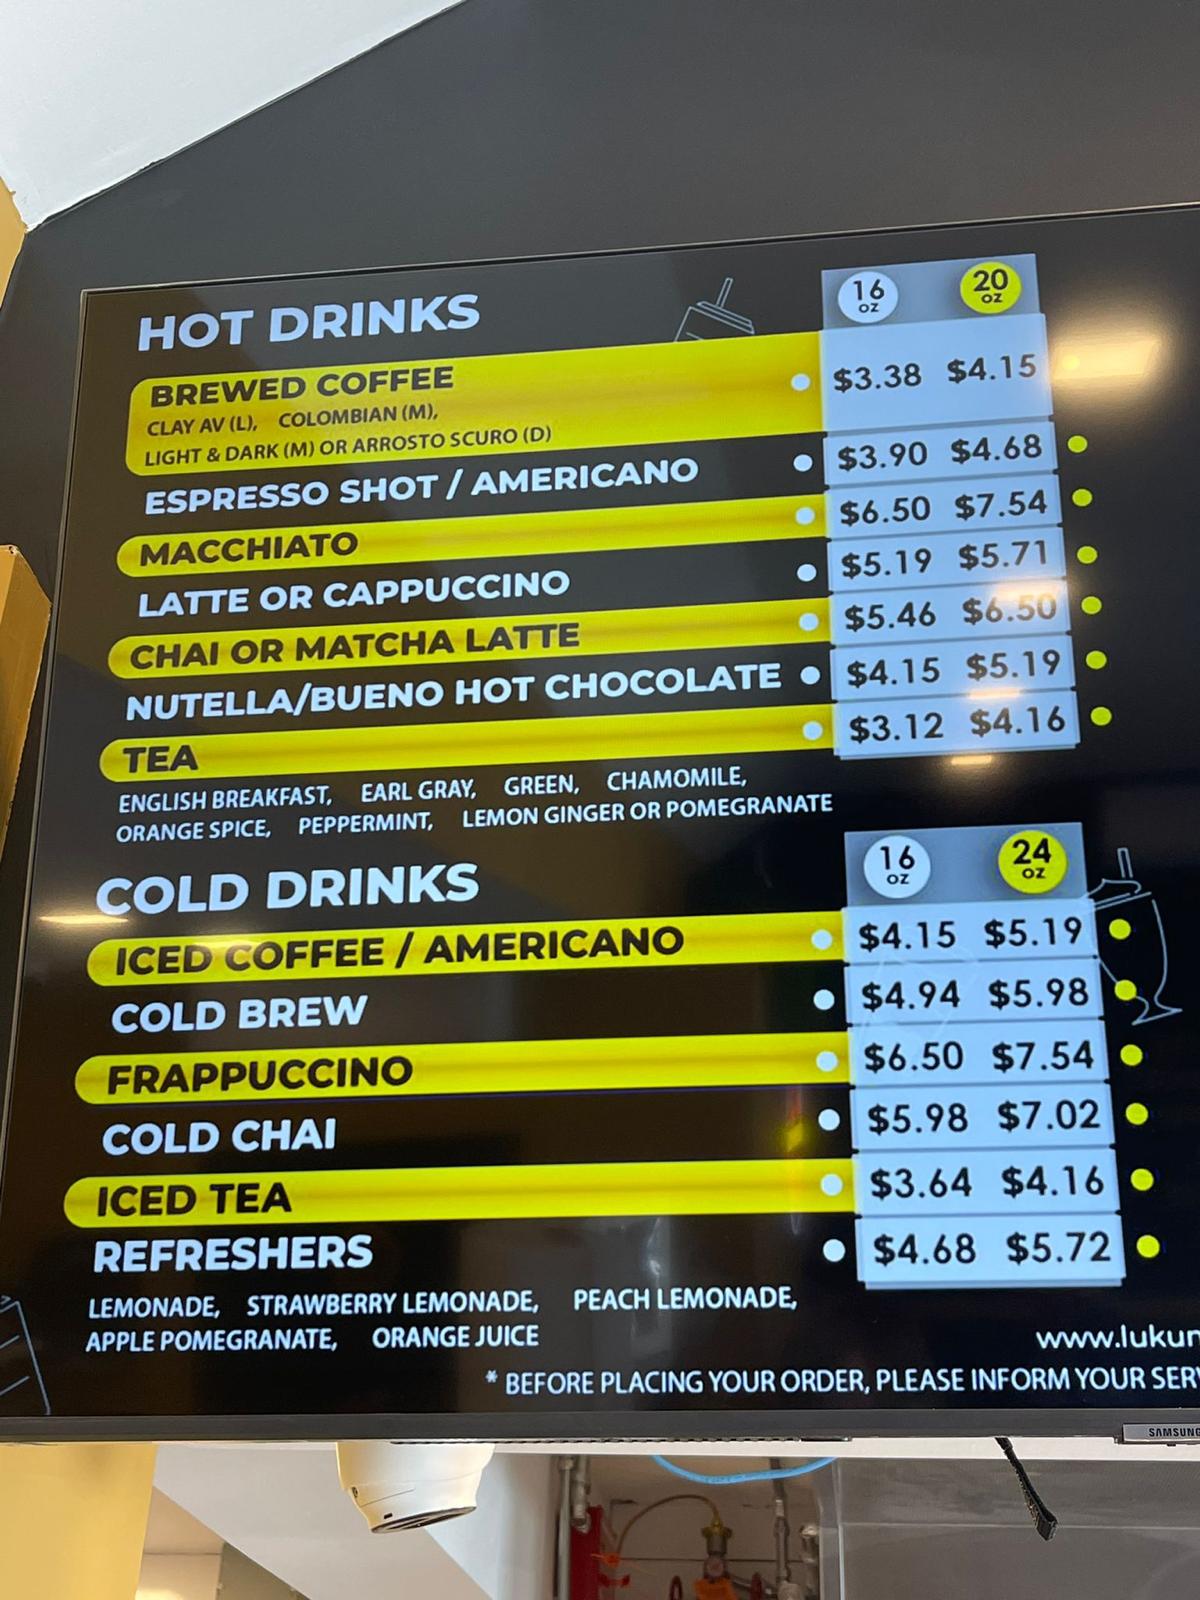 HOT DRINKS
16 OZ 20 OZ
BREWED COFFEE $3.38 $4.15
CLAY AV (L), COLOMBIAN (M),
LIGHT & DARK (M) OR ARROSTO SCURO (D)
ESPRESSO SHOT / AMERICANO $3.90 $4.68
MACCHIATO $6.50 $7.54
LATTE OR CAPPUCCINO $5.19 $5.71
CHAI OR MATCHA LATTE $5.46 $6.50
NUTELLA/BUENO HOT CHOCOLATE $4.15 $5.19
TEA $3.12 $4.16
ENGLISH BREAKFAST, EARL GRAY, GREEN, CHAMOMILE,
ORANGE SPICE, PEPPERMINT, LEMON GINGER OR POMEGRANATE
COLD DRINKS
16 OZ 24 OZ
ICED COFFEE / AMERICANO $4.15 $5.19
COLD BREW $4.94 $5.98
FRAPPUCCINO $6.50 $7.54
COLD CHAI $5.98 $7.02
ICED TEA $3.64 $4.16
REFRESHERS $4.68 $5.72
LEMONADE, STRAWBERRY LEMONADE, PEACH LEMONADE,
APPLE POMEGRANATE, ORANGE JUICE
www.lukum
* BEFORE PLACING YOUR ORDER, PLEASE INFORM YOUR SERV
SAMSUNG